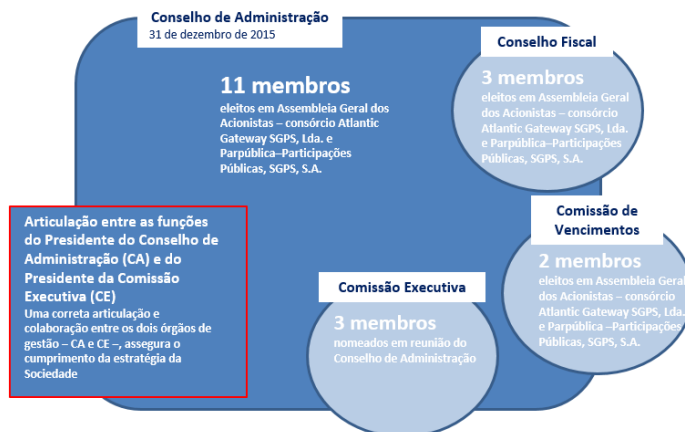 Conselho de Administração
31 de dezembro de 2015
11 membros
eleitos em Assembleia Geral dos
Acionistas – consórcio Atlantic
Gateway SGPS, Lda. e
Parpública–Participações
Públicas, SGPS, S.A.
Conselho Fiscal
3 membros
eleitos em Assembleia Geral
dos Acionistas – consórcio
Atlantic Gateway SGPS, Lda.
e Parpública–Participações
Públicas, SGPS, S.A.
Articulação entre as funções
do Presidente do Conselho de
Administração (CA) e do
Presidente da Comissão
Executiva (CE)
Uma correta articulação e
colaboração entre os dois órgãos de
gestão – CA e CE –, assegura o
cumprimento da estratégia da
Sociedade
Comissão Executiva
3 membros
nomeados em reunião do
Conselho de Administração
Comissão de
Vencimentos
2 membros
eleitos em Assembleia Geral
dos Acionistas – consórcio
Atlantic Gateway SGPS, Lda.
e Parpública –Participações
Públicas, SGPS, S.A.